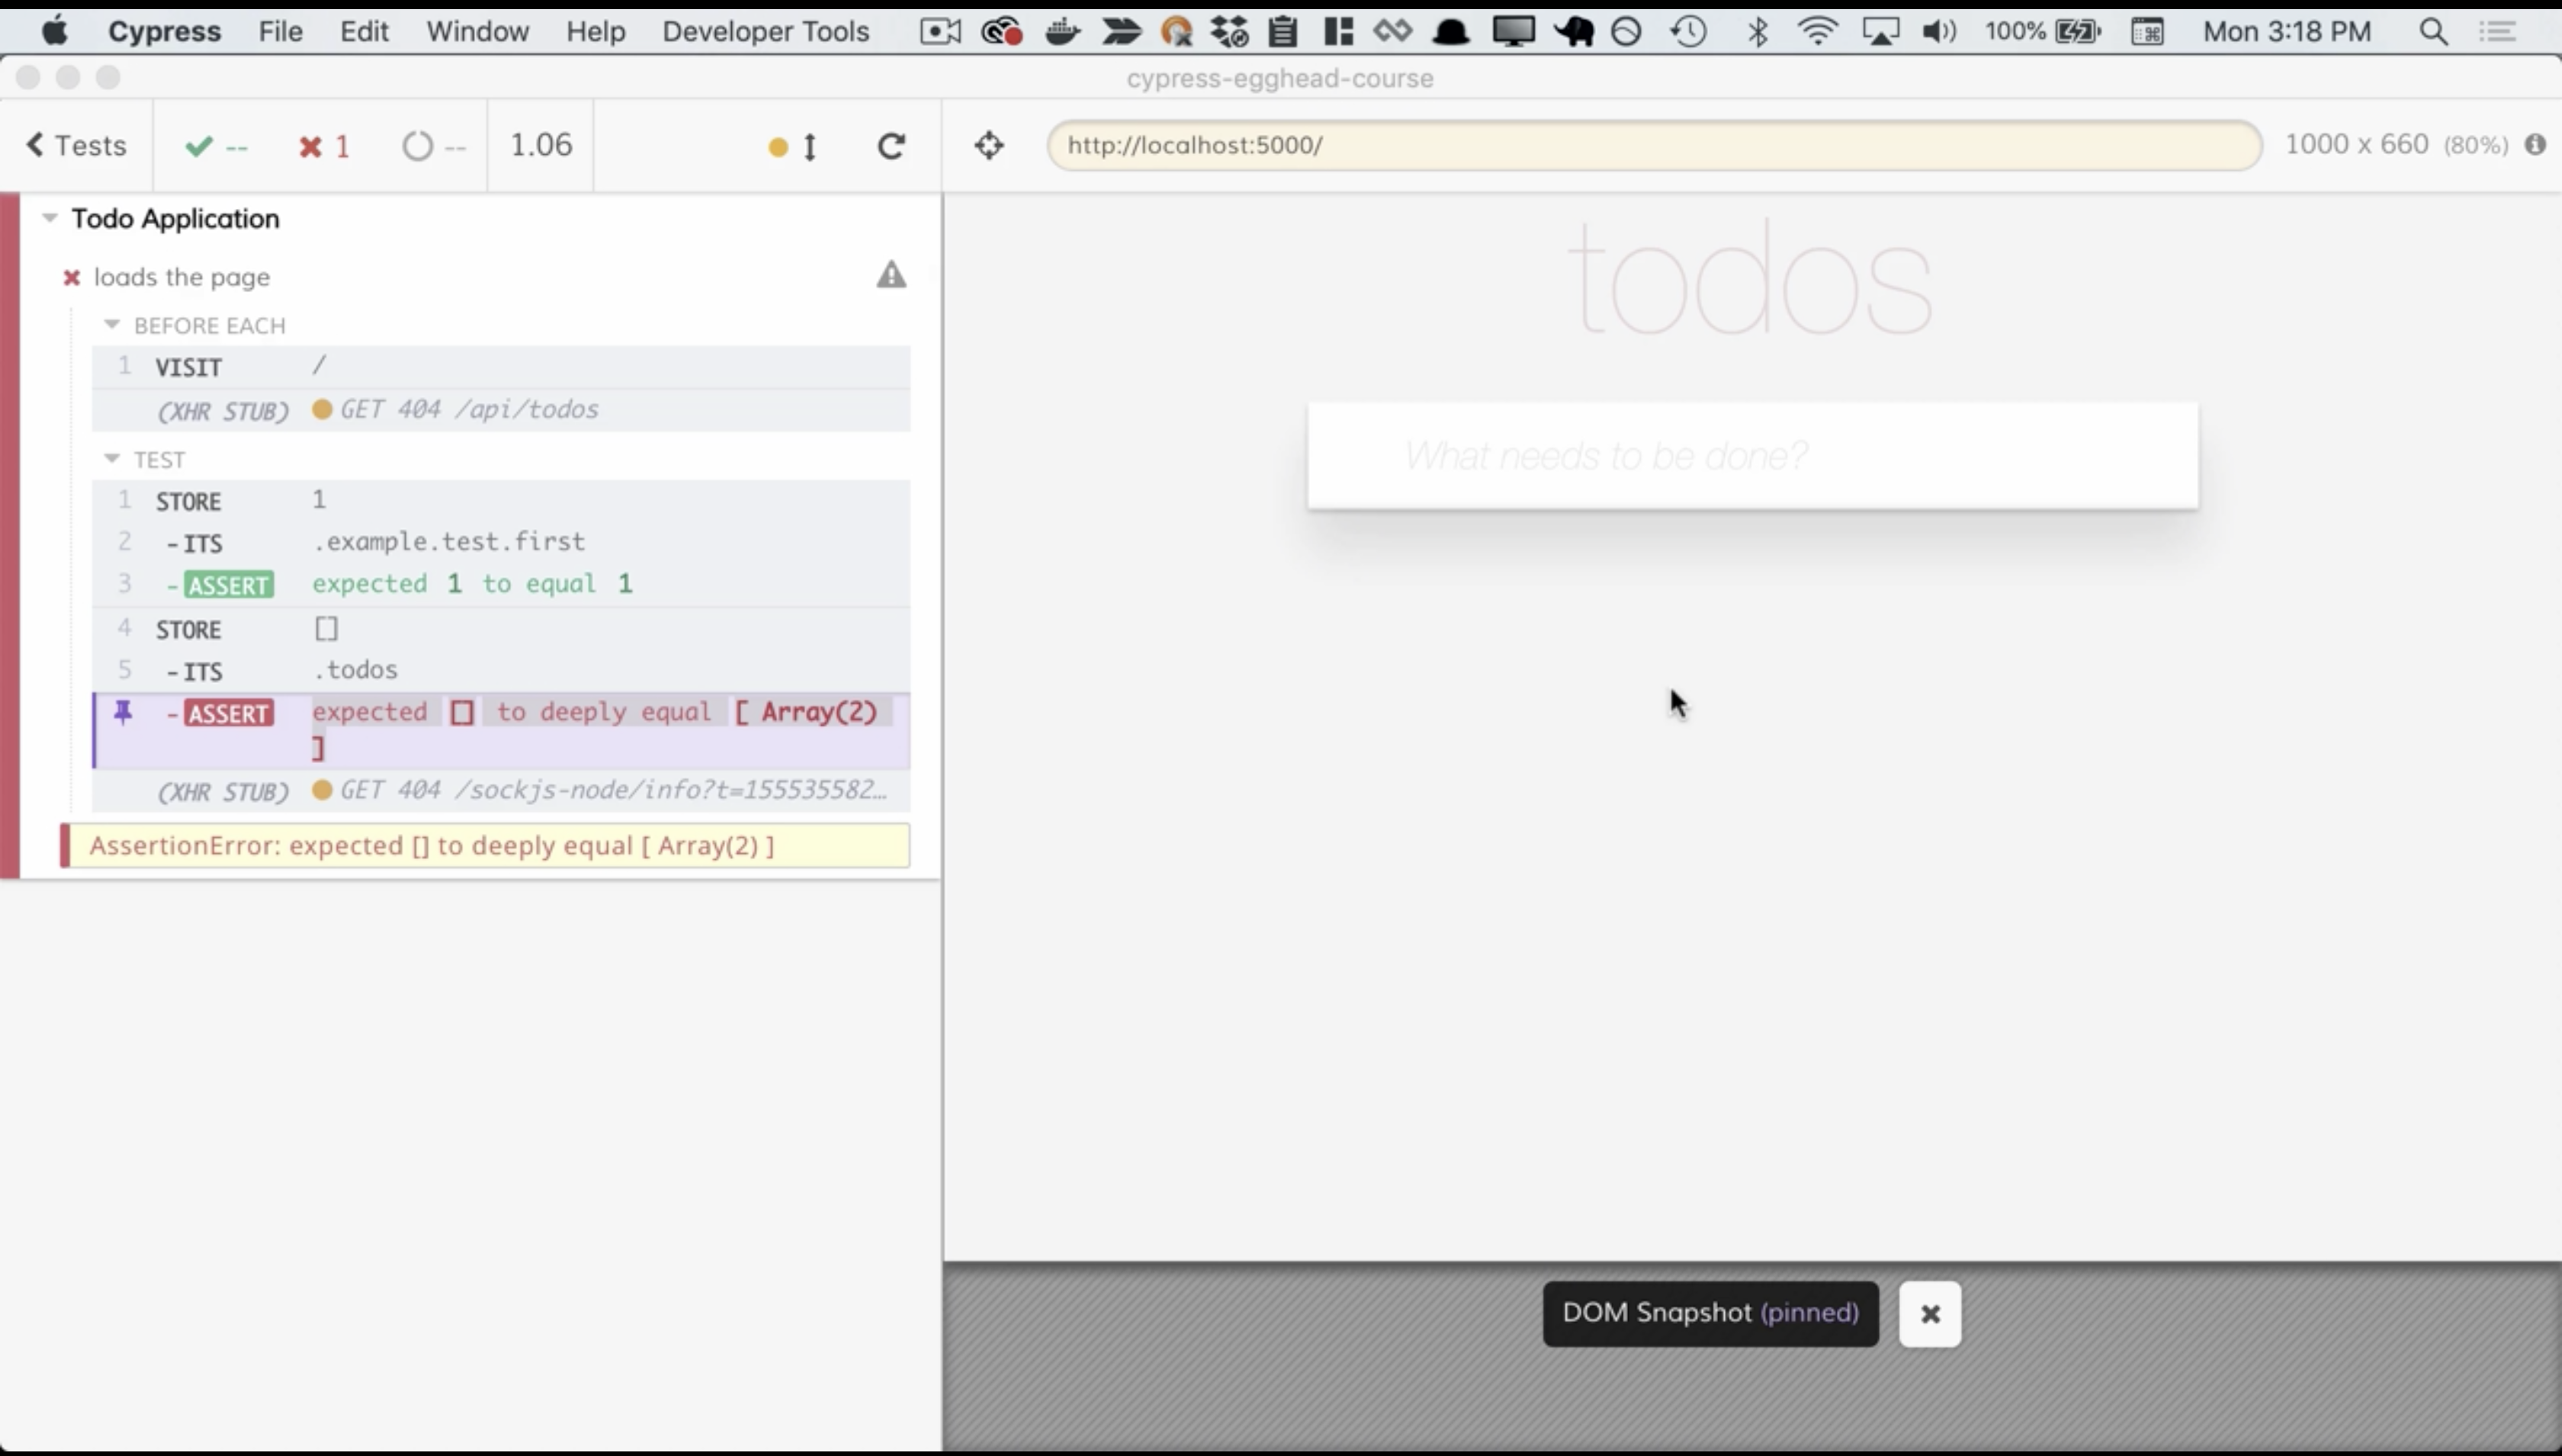 Cypress File Edit Window Help Developer Tools 100% Mon 3:18 PM
cypress-egghead-course
Tests -- 1 -- 1.06 http://localhost:5000/ 1000 x 660 (80%)
Todo Application
loads the page
BEFORE EACH
1 VISIT /
(XHR STUB) GET 404 /api/todos
TEST
1 STORE 1
2 -ITS .example.test.first
3 -ASSERT expected 1 to equal 1
4 STORE []
5 -ITS .todos
-ASSERT expected [] to deeply equal [ Array(2)
]
(XHR STUB) GET 404 /sockjs-node/info?t=155535582…
AssertionError: expected [] to deeply equal [ Array(2) ]
todos
What needs to be done?
DOM Snapshot (pinned)